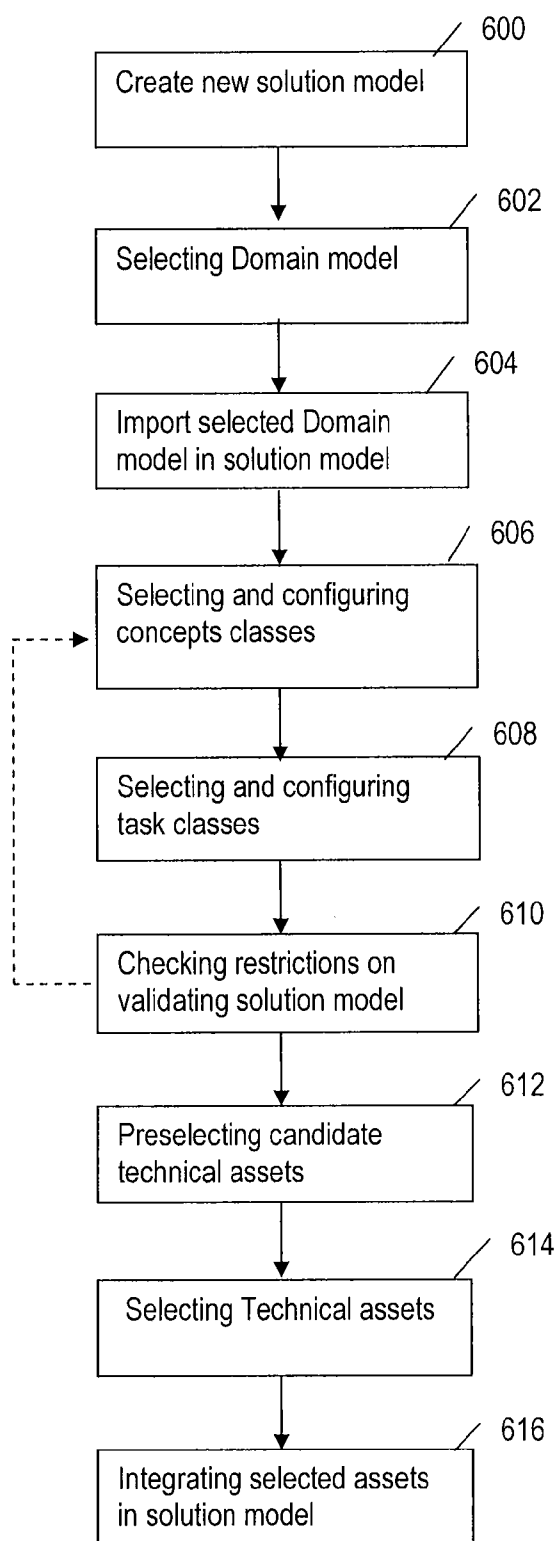 600
Create new solution model
602
Selecting Domain model
604
Import selected Domain
model in solution model
606
Selecting and configuring
concepts classes
608
Selecting and configuring
task classes
610
Checking restrictions on
validating solution model
612
Preselecting candidate
technical assets
614
Selecting Technical assets
616
Integrating selected assets
in solution model